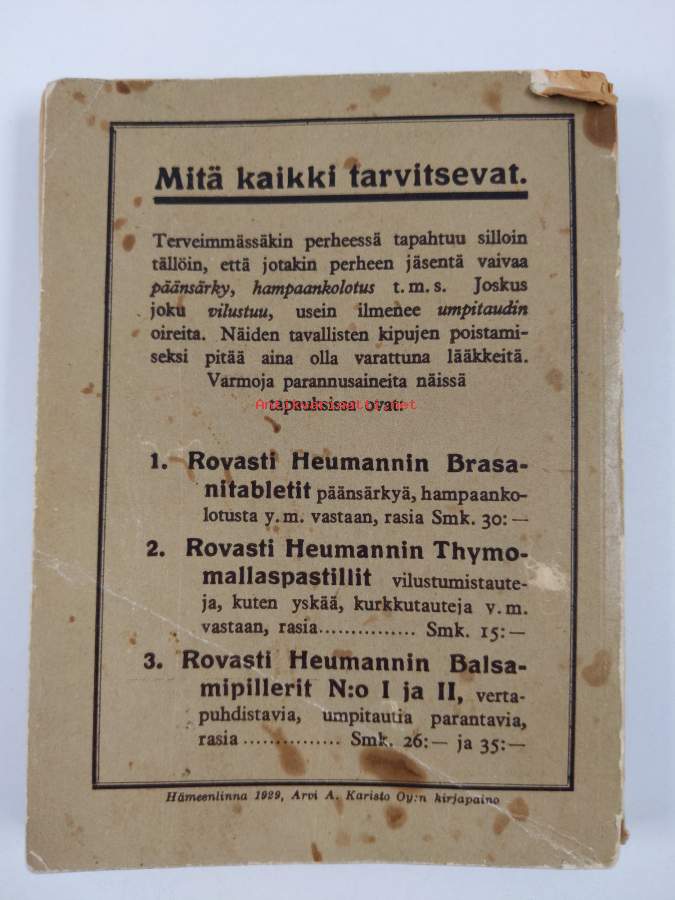 Mitä kaikki tarvitsevat.
Terveimmässäkin perheessä tapahtuu silloin
tällöin, että jotakin perheen jäsentä vaivaa
päänsärky, hampaankolotus t. m. s. Joskus
joku vilustuu, usein ilmenee umpitaudin
oireita. Näiden tavallisten kipujen poistami-
seksi pitää aina olla varattuna lääkkeitä.
Varmoja parannusaineita näissä
tapauksissa ovat:
Antikvariaatti.net
1. Rovasti Heumannin Brasa-
nitabletit päänsärkyä, hampaanko-
lotusta y. m. vastaan, rasia Smk. 30: —
2. Rovasti Heumannin Thymo-
mallaspastillit vilustumistaute-
ja, kuten yskää, kurkkutauteja y. m.
vastaan, rasia............... Smk. 15: —
3. Rovasti Heumannin Balsa-
mipillerit N:o I ja II, verta-
puhdistavia, umpitautia parantavia,
rasia ............... Smk. 26: — ja 35: —
Hämeenlinna 1929, Arvi A. Karisto Oy:n kirjapaino